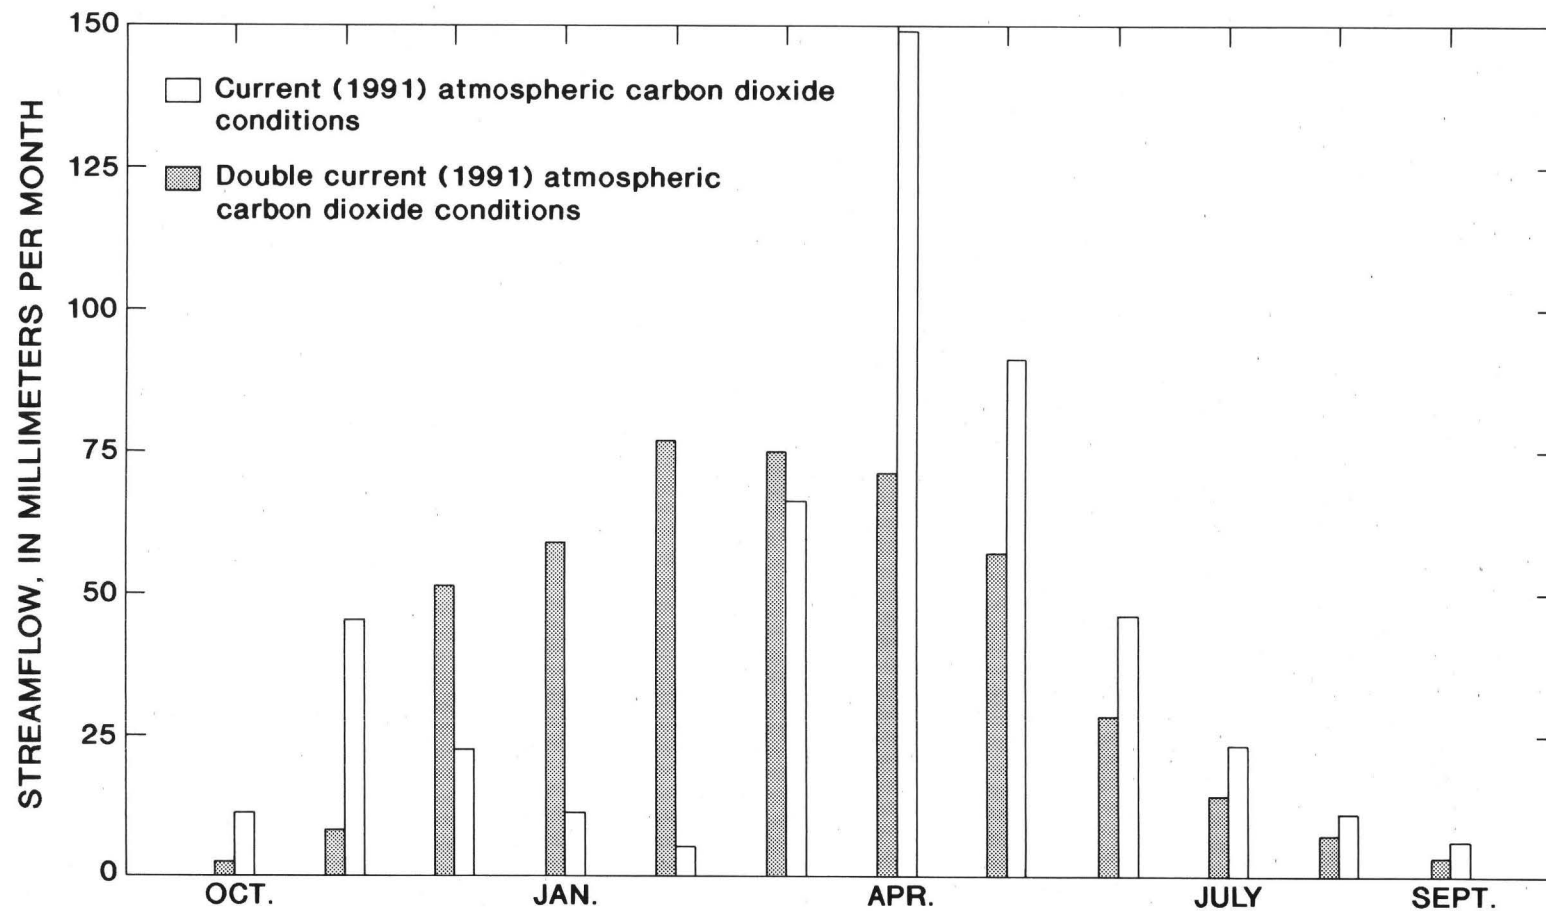 STREAMFLOW, IN MILLIMETERS PER MONTH
150
125
100
75
50
25
0
Current (1991) atmospheric carbon dioxide
conditions
Double current (1991) atmospheric
carbon dioxide conditions
OCT.
JAN.
APR.
JULY
SEPT.